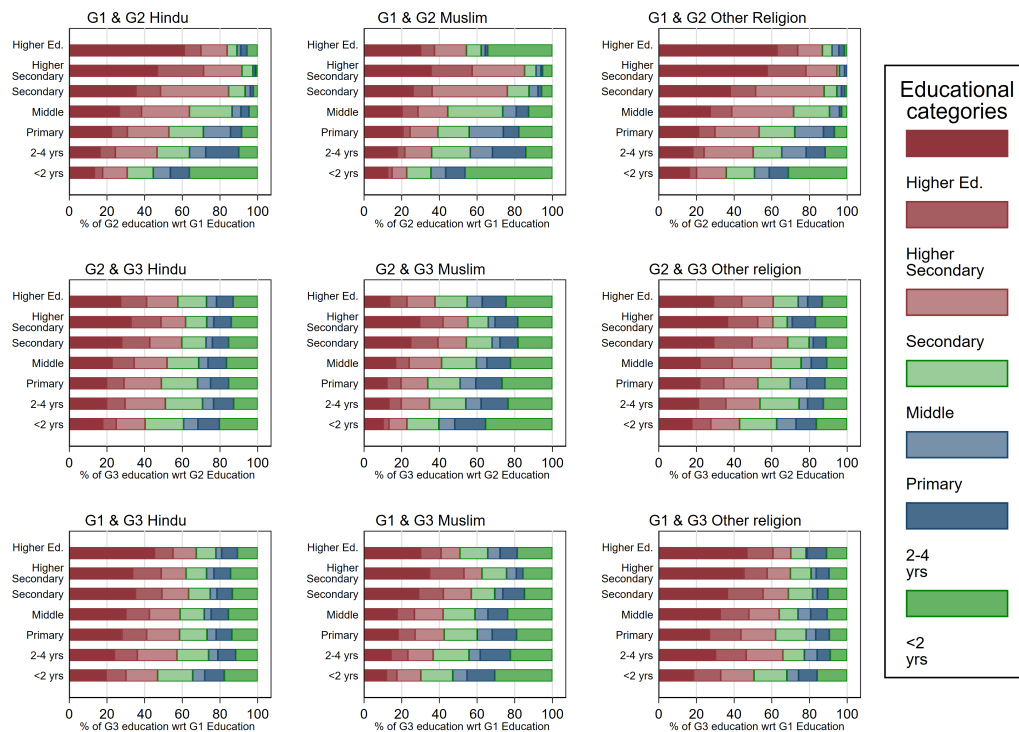 G1 & G2 Hindu
Higher Ed.
Higher
Secondary
Secondary
Middle
Primary
2-4 yrs
<2 yrs
0 20 40 60 80 100
% of G2 education wrt G1 Education
G1 & G2 Muslim
Higher Ed.
Higher
Secondary
Secondary
Middle
Primary
2-4 yrs
<2 yrs
0 20 40 60 80 100
% of G2 education wrt G1 Education
G1 & G2 Other Religion
Higher Ed.
Higher
Secondary
Secondary
Middle
Primary
2-4 yrs
<2 yrs
0 20 40 60 80 100
% of G2 education wrt G1 Education
G2 & G3 Hindu
Higher Ed.
Higher
Secondary
Secondary
Middle
Primary
2-4 yrs
<2 yrs
0 20 40 60 80 100
% of G3 education wrt G2 Education
G2 & G3 Muslim
Higher Ed.
Higher
Secondary
Secondary
Middle
Primary
2-4 yrs
<2 yrs
0 20 40 60 80 100
% of G3 education wrt G2 Education
G2 & G3 Other religion
Higher Ed.
Higher
Secondary
Secondary
Middle
Primary
2-4 yrs
<2 yrs
0 20 40 60 80 100
% of G3 education wrt G2 Education
G1 & G3 Hindu
Higher Ed.
Higher
Secondary
Secondary
Middle
Primary
2-4 yrs
<2 yrs
0 20 40 60 80 100
% of G3 education wrt G1 Education
G1 & G3 Muslim
Higher Ed.
Higher
Secondary
Secondary
Middle
Primary
2-4 yrs
<2 yrs
0 20 40 60 80 100
% of G3 education wrt G1 Education
G1 & G3 Other religion
Higher Ed.
Higher
Secondary
Secondary
Middle
Primary
2-4 yrs
<2 yrs
0 20 40 60 80 100
% of G3 education wrt G1 Education
Educational
categories
Higher Ed.
Higher
Secondary
Secondary
Middle
Primary
2-4
yrs
<2
yrs